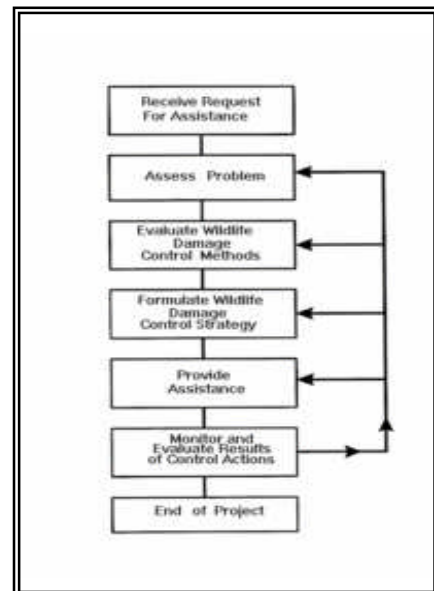 Receive Request
For Assistance
Assess Problem
Evaluate Wildlife
Damage
Control Methods
Formulate Wildlife
Damage
Control Strategy
Provide
Assistance
Monitor and
Evaluate Results
of Control Actions
End of Project